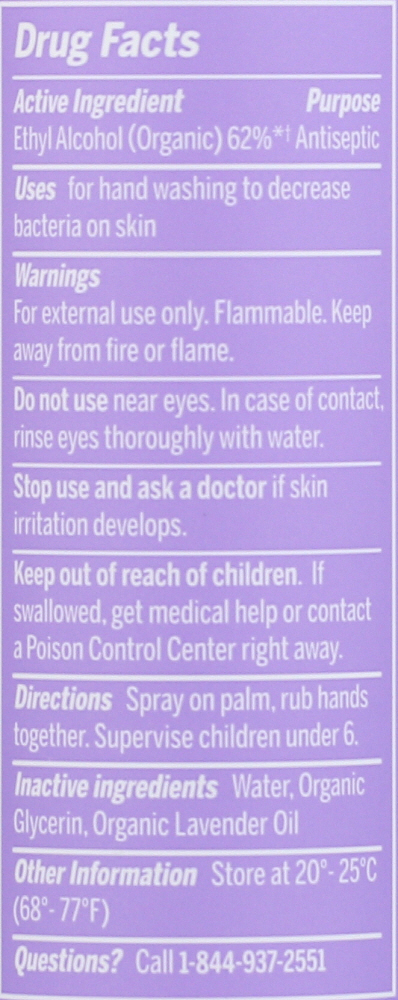 Drug Facts
Active Ingredient Purpose
Ethyl Alcohol (Organic) 62%*† Antiseptic
Uses for hand washing to decrease
bacteria on skin
Warnings
For external use only. Flammable. Keep
away from fire or flame.
Do not use near eyes. In case of contact,
rinse eyes thoroughly with water.
Stop use and ask a doctor if skin
irritation develops.
Keep out of reach of children. If
swallowed, get medical help or contact
a Poison Control Center right away.
Directions Spray on palm, rub hands
together. Supervise children under 6.
Inactive ingredients Water, Organic
Glycerin, Organic Lavender Oil
Other Information Store at 20°- 25°C
(68°- 77°F)
Questions? Call 1-844-937-2551